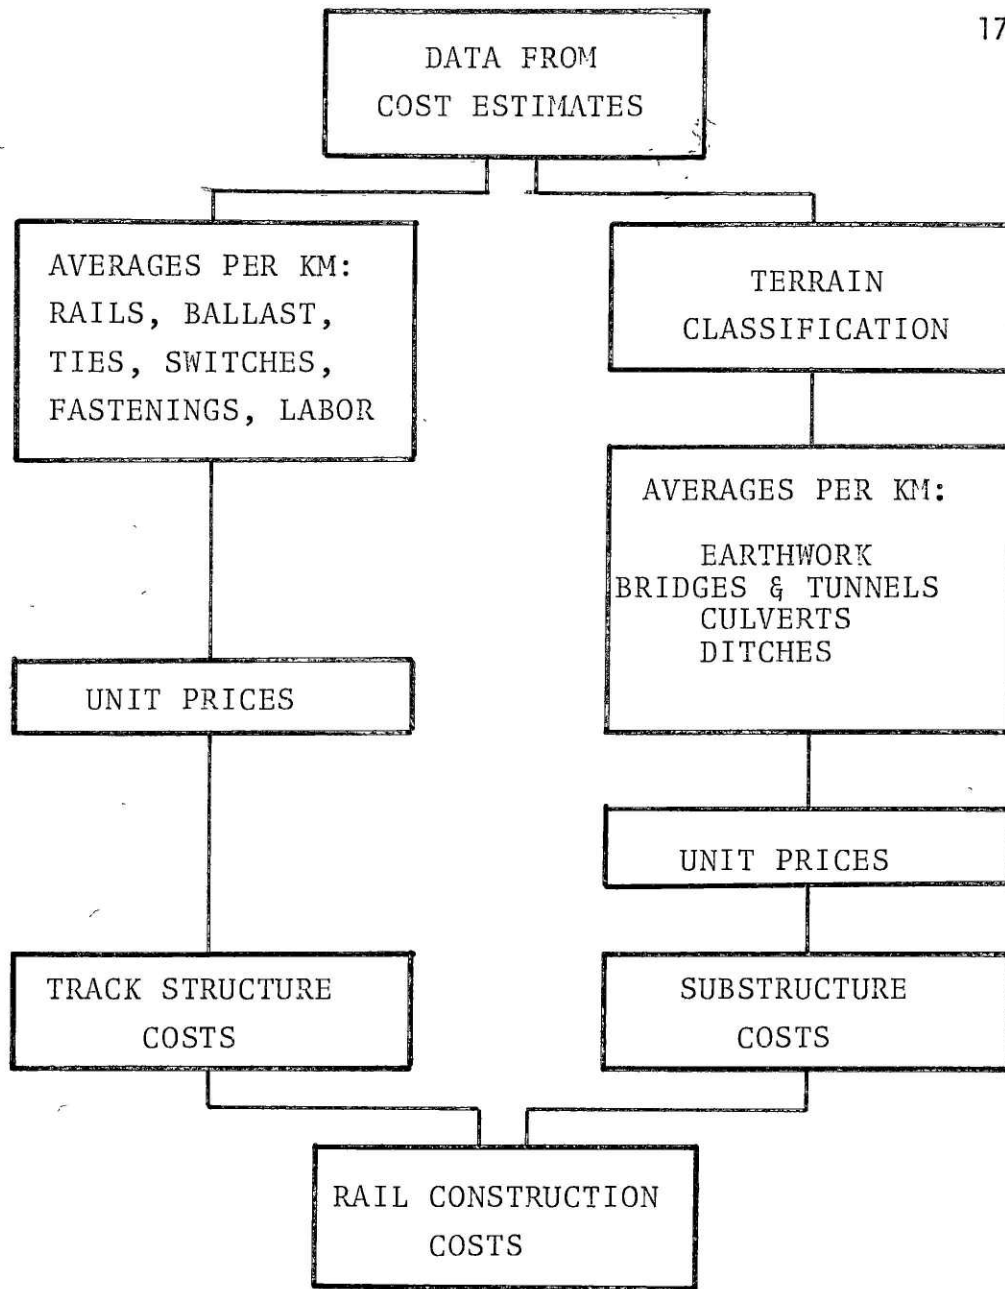 17
DATA FROM
COST ESTIMATES
AVERAGES PER KM:
RAILS, BALLAST,
TIES, SWITCHES,
FASTENINGS, LABOR
TERRAIN
CLASSIFICATION
AVERAGES PER KM:
EARTHWORK
BRIDGES & TUNNELS
CULVERTS
DITCHES
UNIT PRICES
UNIT PRICES
TRACK STRUCTURE
COSTS
SUBSTRUCTURE
COSTS
RAIL CONSTRUCTION
COSTS